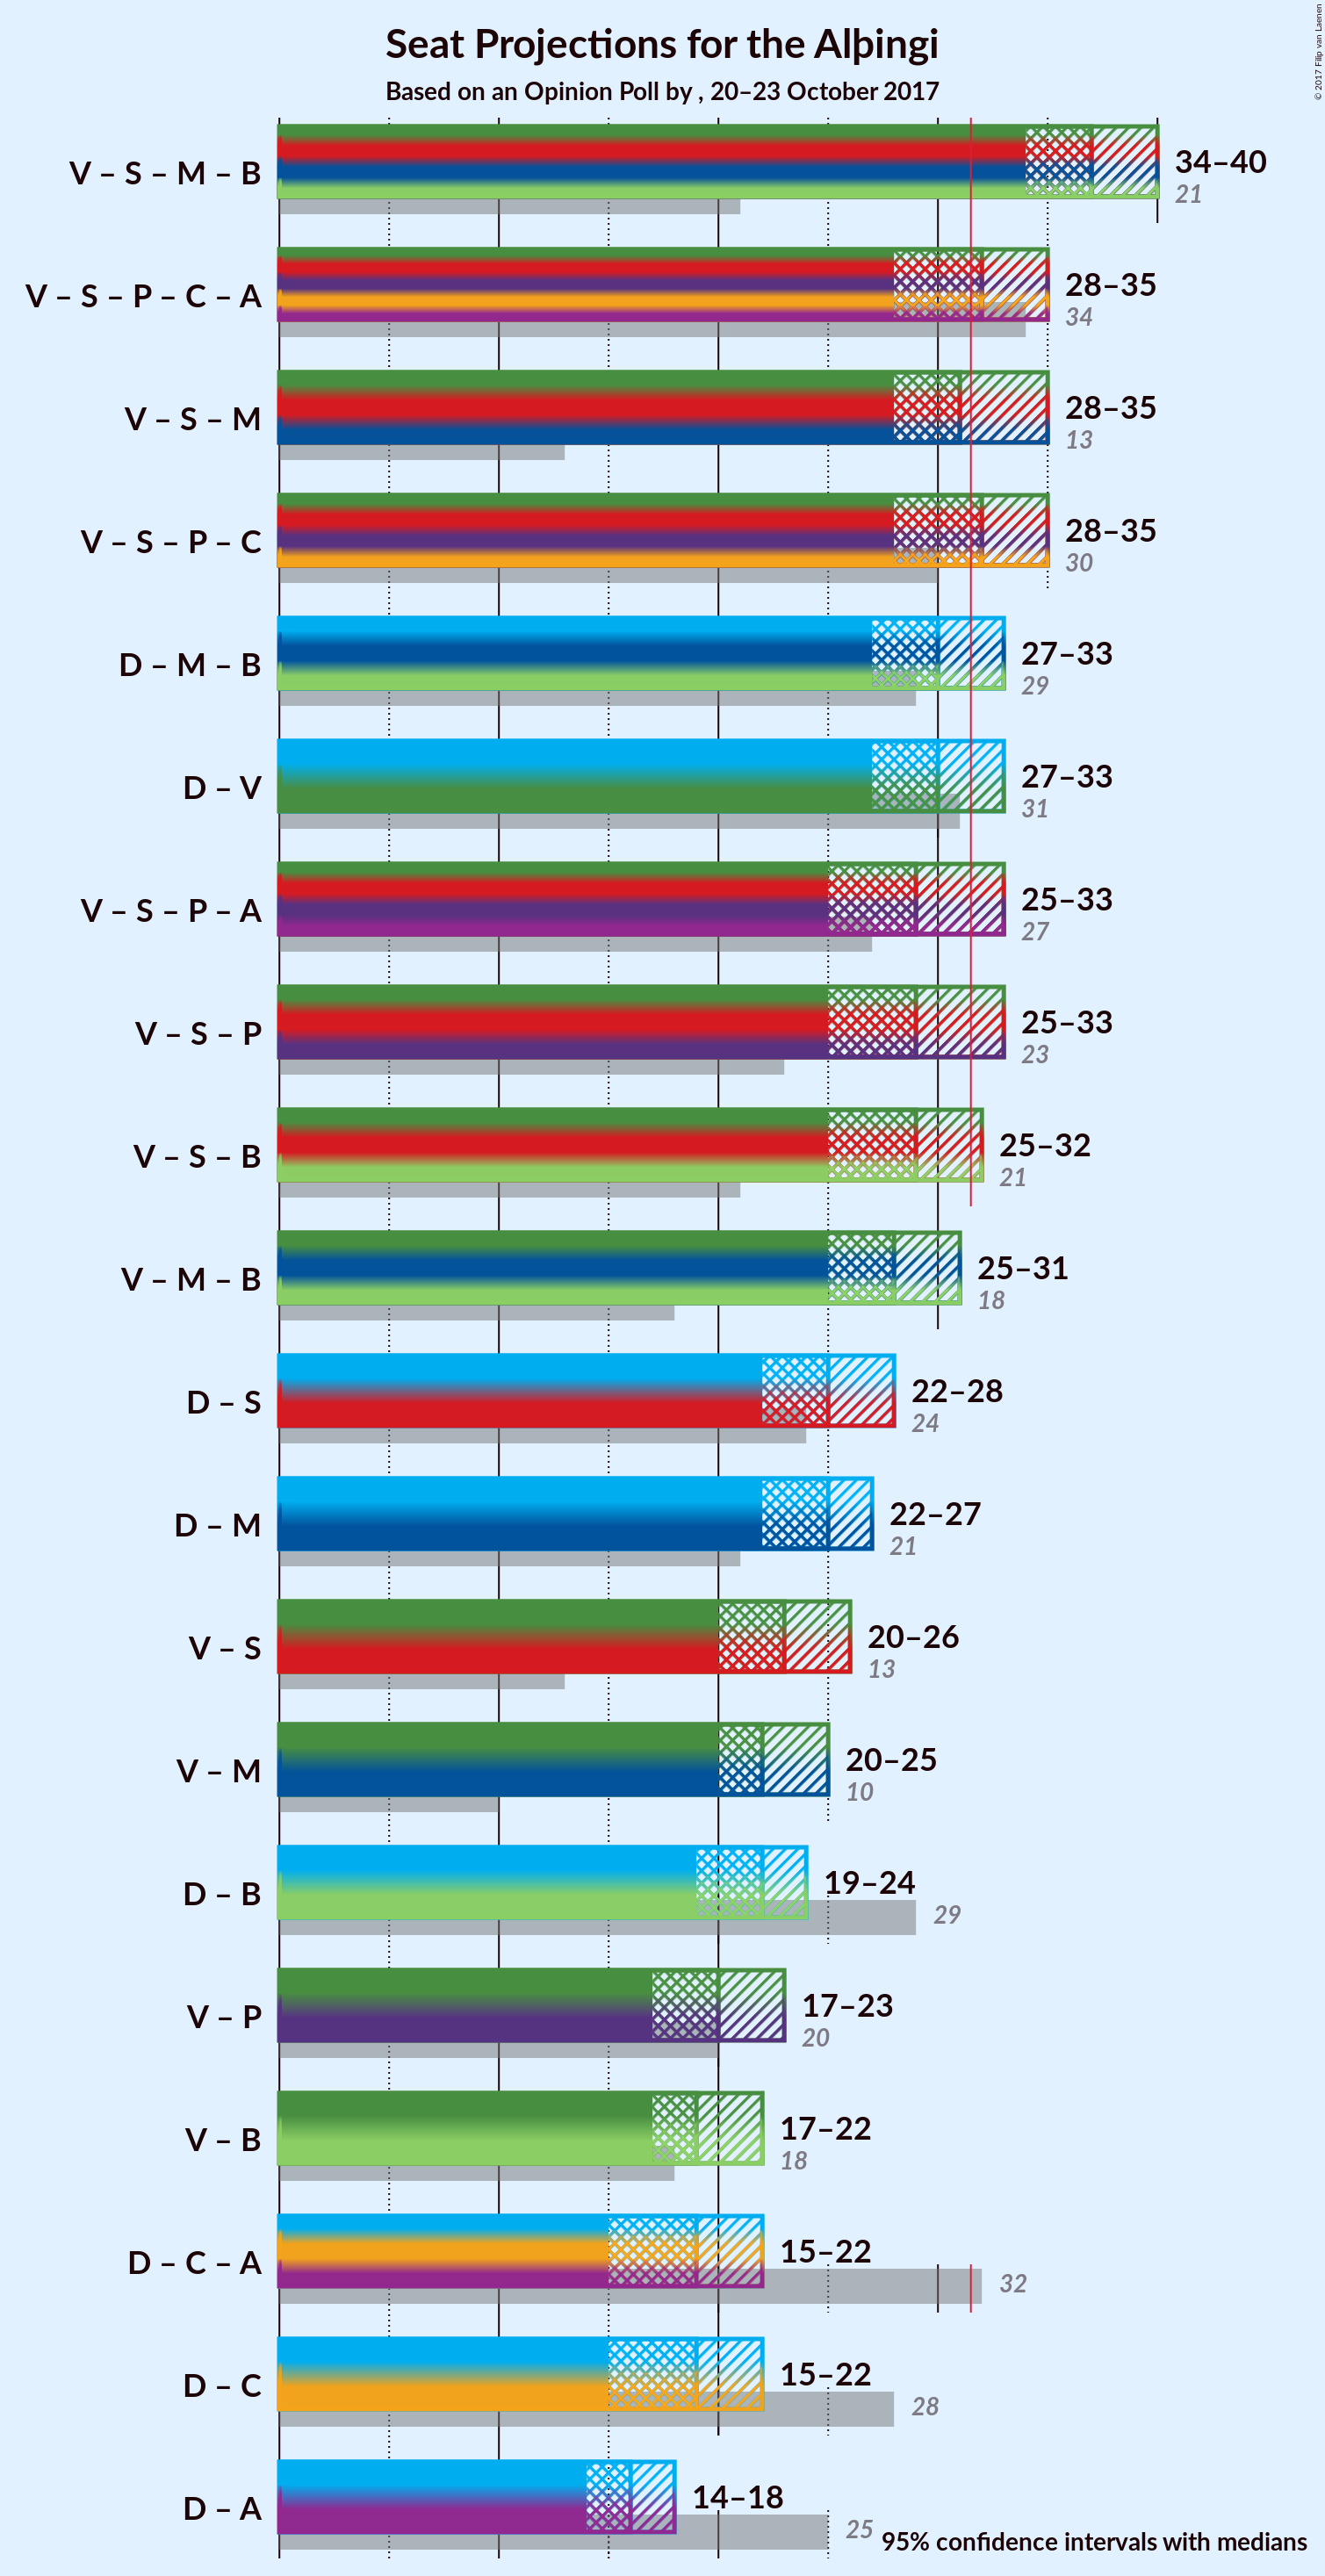 Seat Projections for the Alþingi
Based on an Opinion Poll by , 20–23 October 2017
© 2017 Filip van Laenen
V – S – M – B
34–40
21
V – S – P – C – A
28–35
34
V – S – M
28–35
13
V – S – P – C
28–35
30
D – M – B
27–33
29
D – V
27–33
31
V – S – P – A
25–33
27
V – S – P
25–33
23
V – S – B
25–32
21
V – M – B
25–31
18
D – S
22–28
24
D – M
22–27
21
V – S
20–26
13
V – M
20–25
10
D – B
19–24
29
V – P
17–23
20
V – B
17–22
18
D – C – A
15–22
32
D – C
15–22
28
D – A
14–18
25
95% confidence intervals with medians